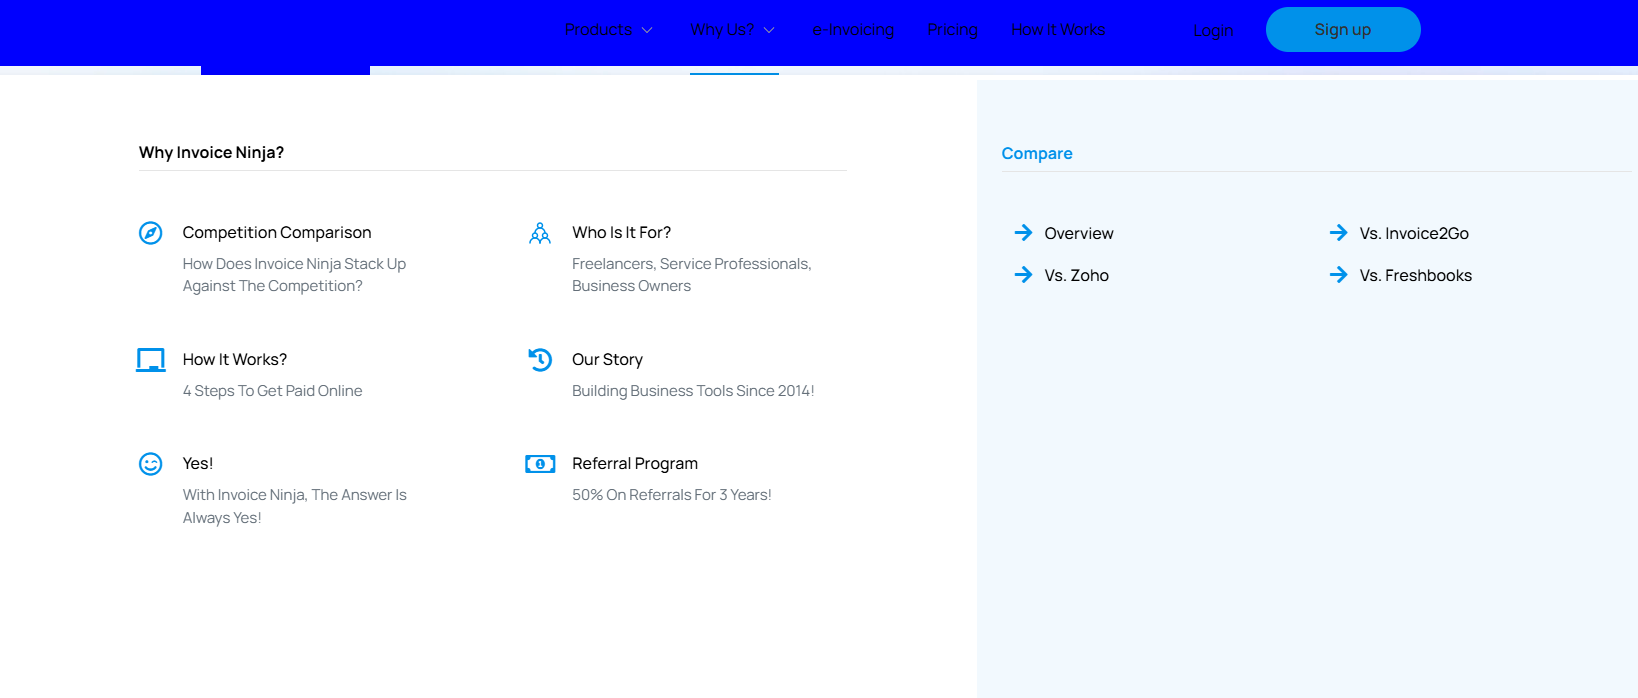 Products
Why Us?
e-Invoicing
Pricing
How It Works
Login
Sign up
Why Invoice Ninja?
Competition Comparison
How Does Invoice Ninja Stack Up
Against The Competition?
Who Is It For?
Freelancers, Service Professionals,
Business Owners
How It Works?
4 Steps To Get Paid Online
Our Story
Building Business Tools Since 2014!
Yes!
With Invoice Ninja, The Answer Is
Always Yes!
Referral Program
50% On Referrals For 3 Years!
Compare
Overview
Vs. Invoice2Go
Vs. Zoho
Vs. Freshbooks